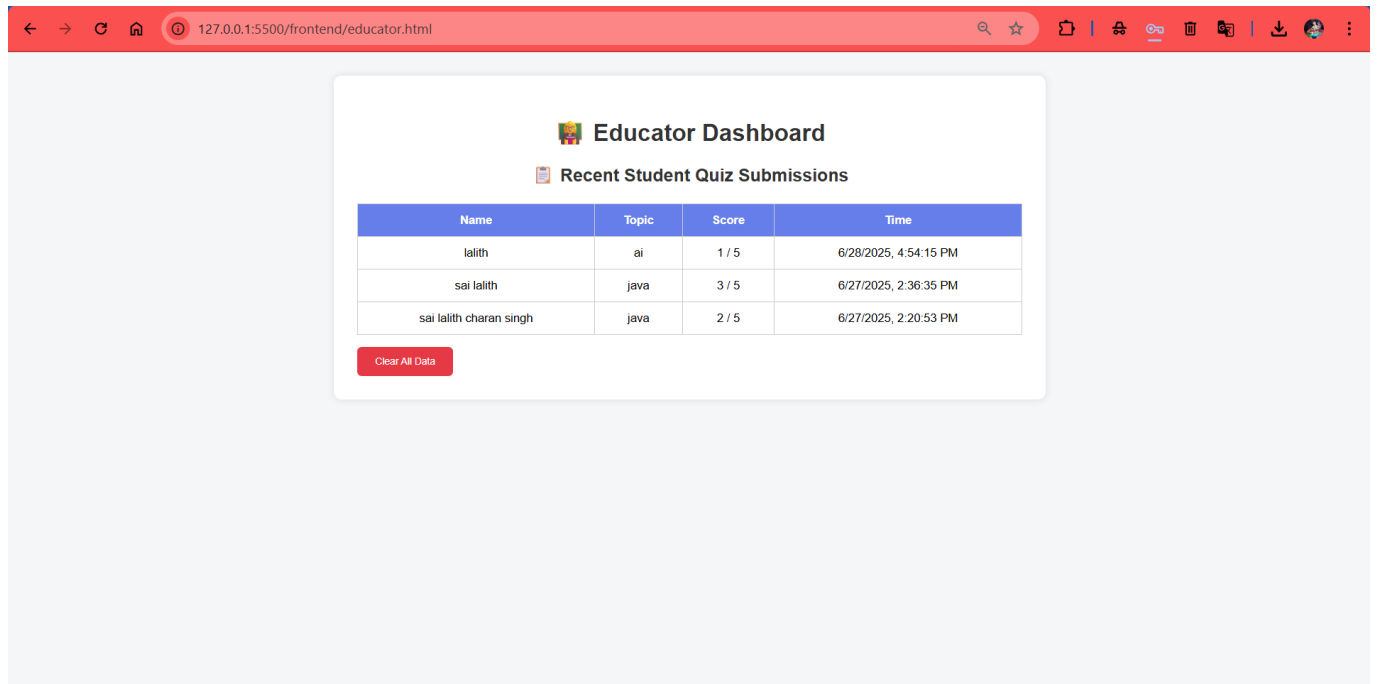 127.0.0.1:5500/frontend/educator.html
Educator Dashboard
Recent Student Quiz Submissions
Name Topic Score Time
lalith ai 1 / 5 6/28/2025, 4:54:15 PM
sai lalith java 3 / 5 6/27/2025, 2:36:35 PM
sai lalith charan singh java 2 / 5 6/27/2025, 2:20:53 PM
Clear All Data